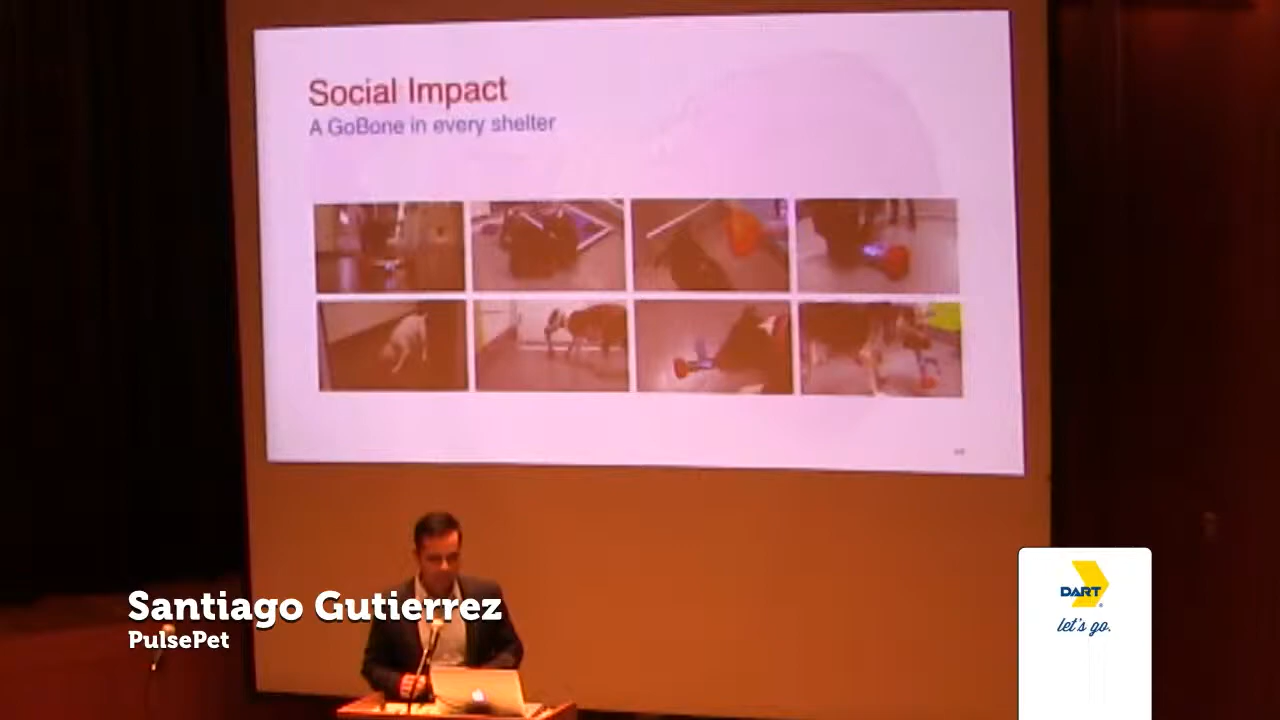 Social Impact
A GoBone in every shelter
Santiago Gutierrez
PulsePet
DART
let's go.